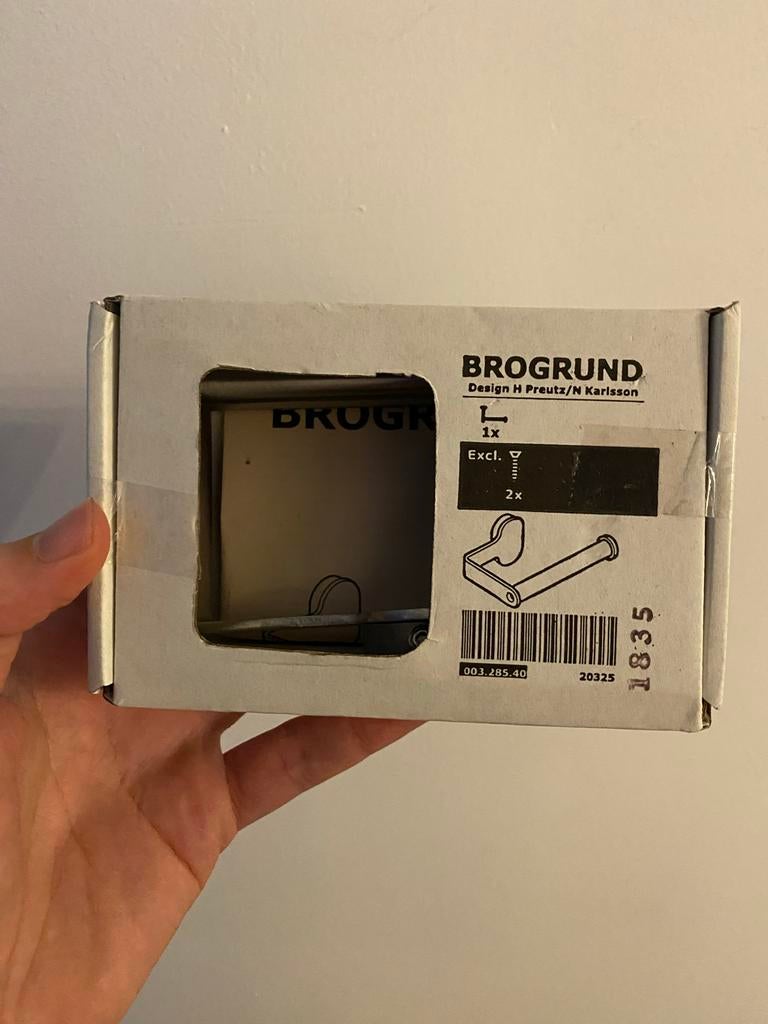 BROGRUND
Design H Preutz/N Karlsson
1x
Excl.
2x
003.285.40
20325
1835
BROGR